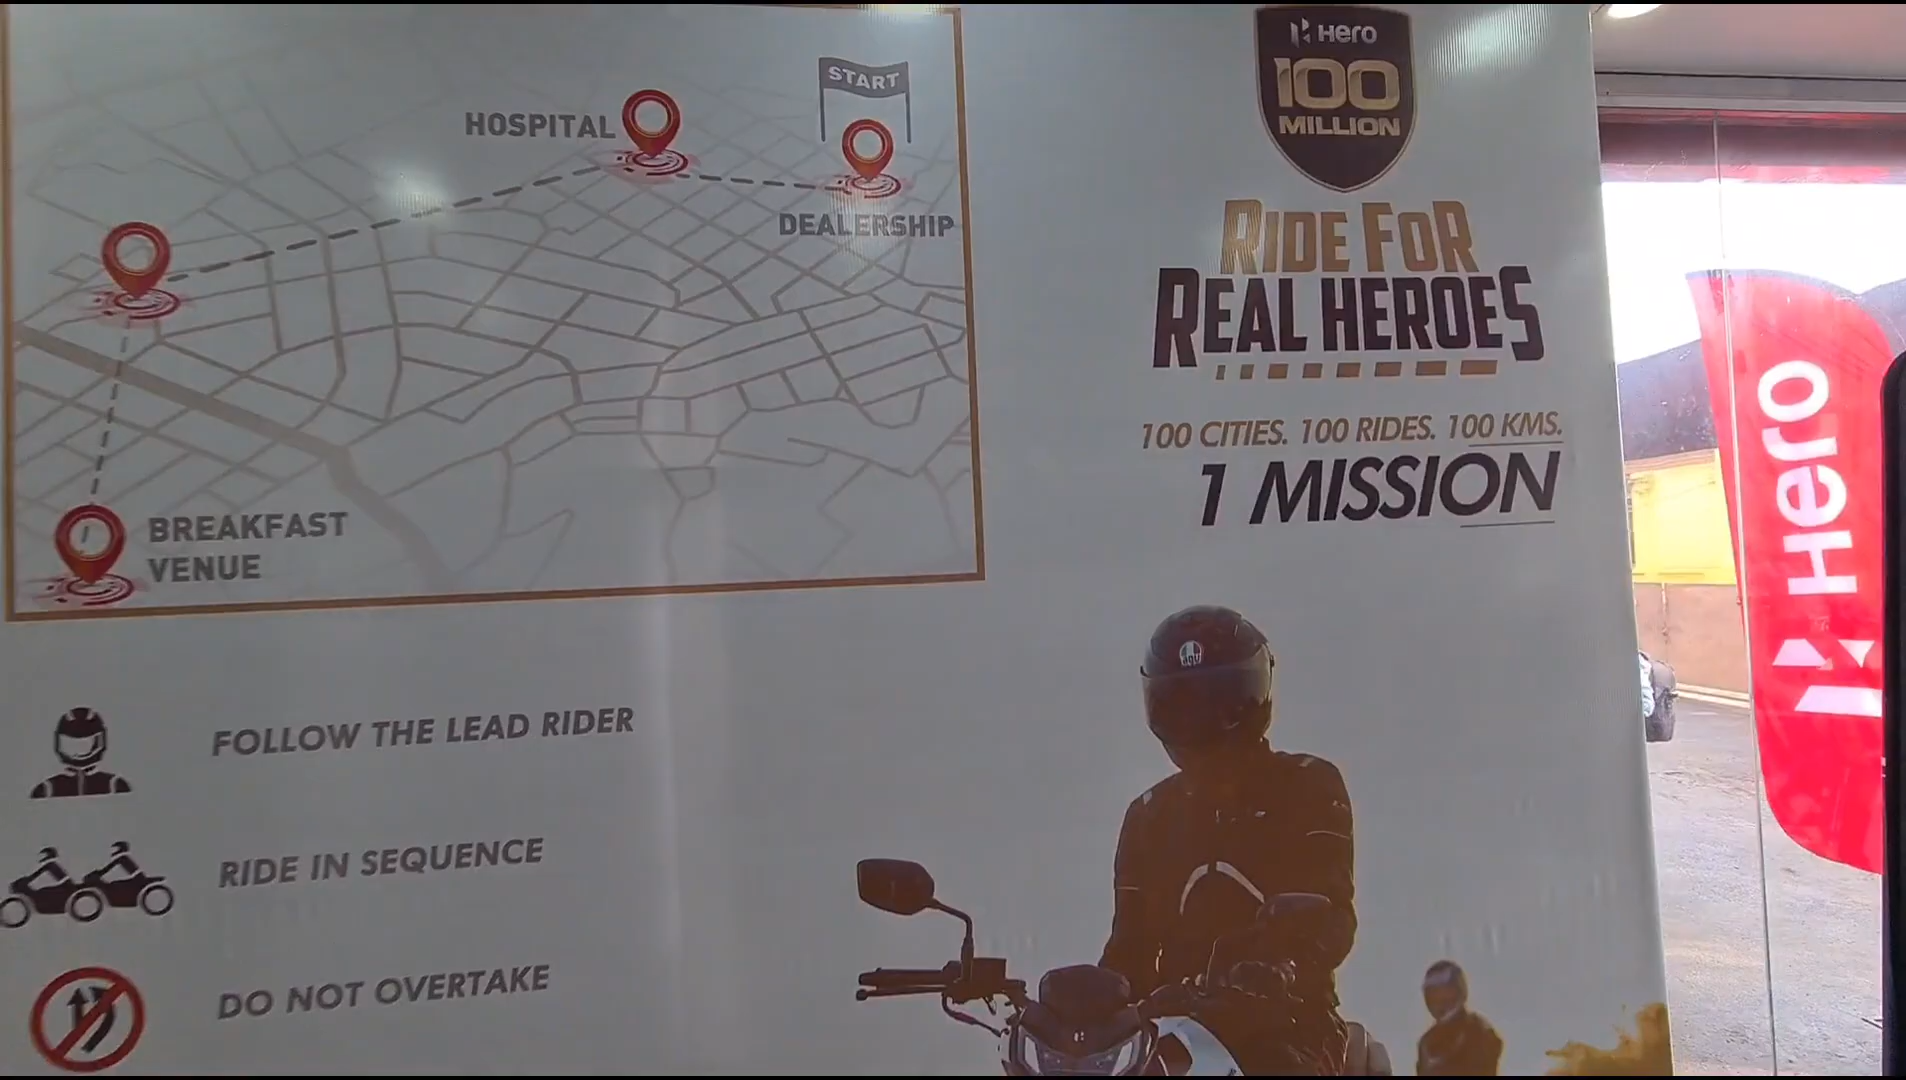 START
HOSPITAL
DEALERSHIP
BREAKFAST
VENUE
FOLLOW THE LEAD RIDER
RIDE IN SEQUENCE
DO NOT OVERTAKE
Hero
100
MILLION
RIDE FOR
REAL HEROES
100 CITIES. 100 RIDES. 100 KMS.
1 MISSION
AGV
Hero